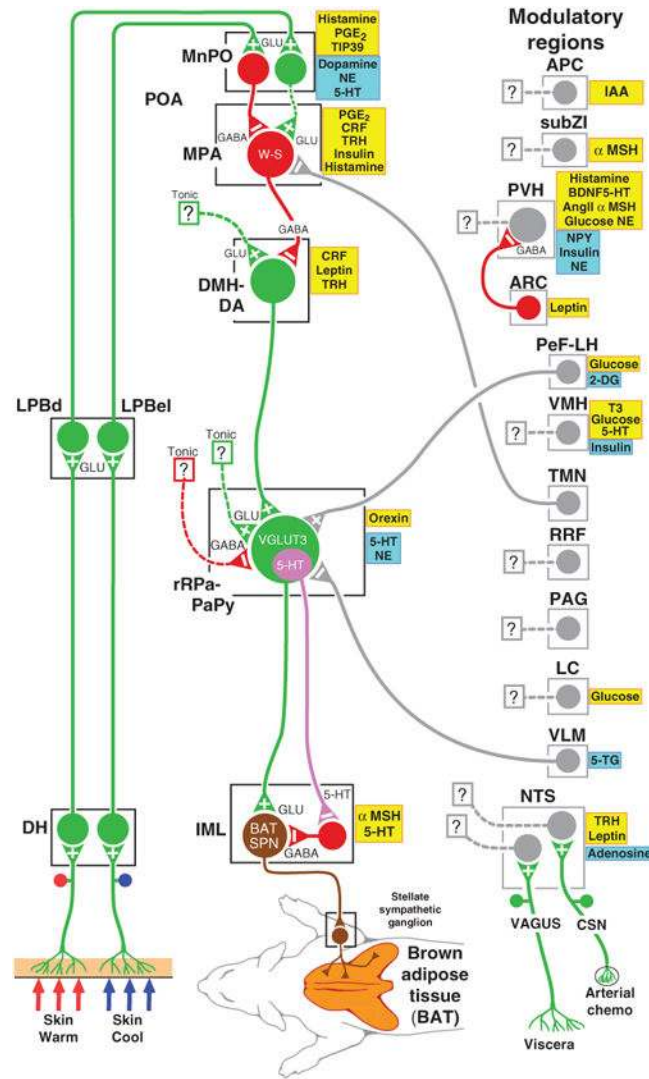 Histamine
PGE2
TIP39
Dopamine
NE
5-HT
GLU
MnPO
POA
PGE2
CRF
TRH
Insulin
Histamine
GABA
GLU
W-S
MPA
Tonic
?
GABA
GLU
CRF
Leptin
TRH
DMH-
DA
LPBd
LPBel
GLU
Tonic
?
Tonic
?
GLU
VGLUT3
GABA
5-HT
Orexin
5-HT
NE
rRPa-
PaPy
DH
IML
5-HT
GLU
BAT
SPN
GABA
α MSH
5-HT
Stellate
sympathetic
ganglion
Brown
adipose
tissue
(BAT)
Skin
Warm
Skin
Cool
Modulatory
regions
APC
?
IAA
subZI
?
α MSH
PVH
?
GABA
Histamine
BDNF5-HT
AngII α MSH
Glucose NE
NPY
Insulin
NE
ARC
Leptin
PeF-LH
Glucose
2-DG
VMH
?
T3
Glucose
5-HT
Insulin
TMN
RRF
?
PAG
?
LC
?
Glucose
VLM
5-TG
NTS
?
?
TRH
Leptin
Adenosine
VAGUS
CSN
Arterial
chemo
Viscera